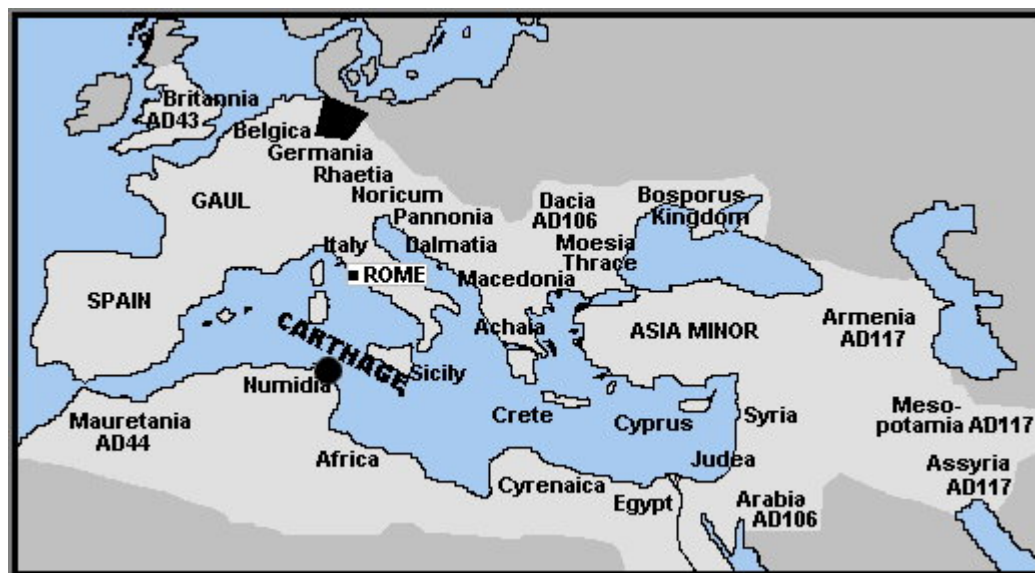 Britannia
AD43
Belgica
Germania
Rhaetia
Noricum
Pannonia
GAUL
Dacia
AD106
Bosporus
Kingdom
Italy
Dalmatia
Moesia
Thrace
ROME
Macedonia
SPAIN
CARTHAGE
Achaia
ASIA MINOR
Armenia
AD117
Numidia
Sicily
Mauretania
AD44
Crete
Cyprus
Syria
Meso-
potamia AD117
Africa
Judea
Assyria
AD117
Cyrenaica
Egypt
Arabia
AD106